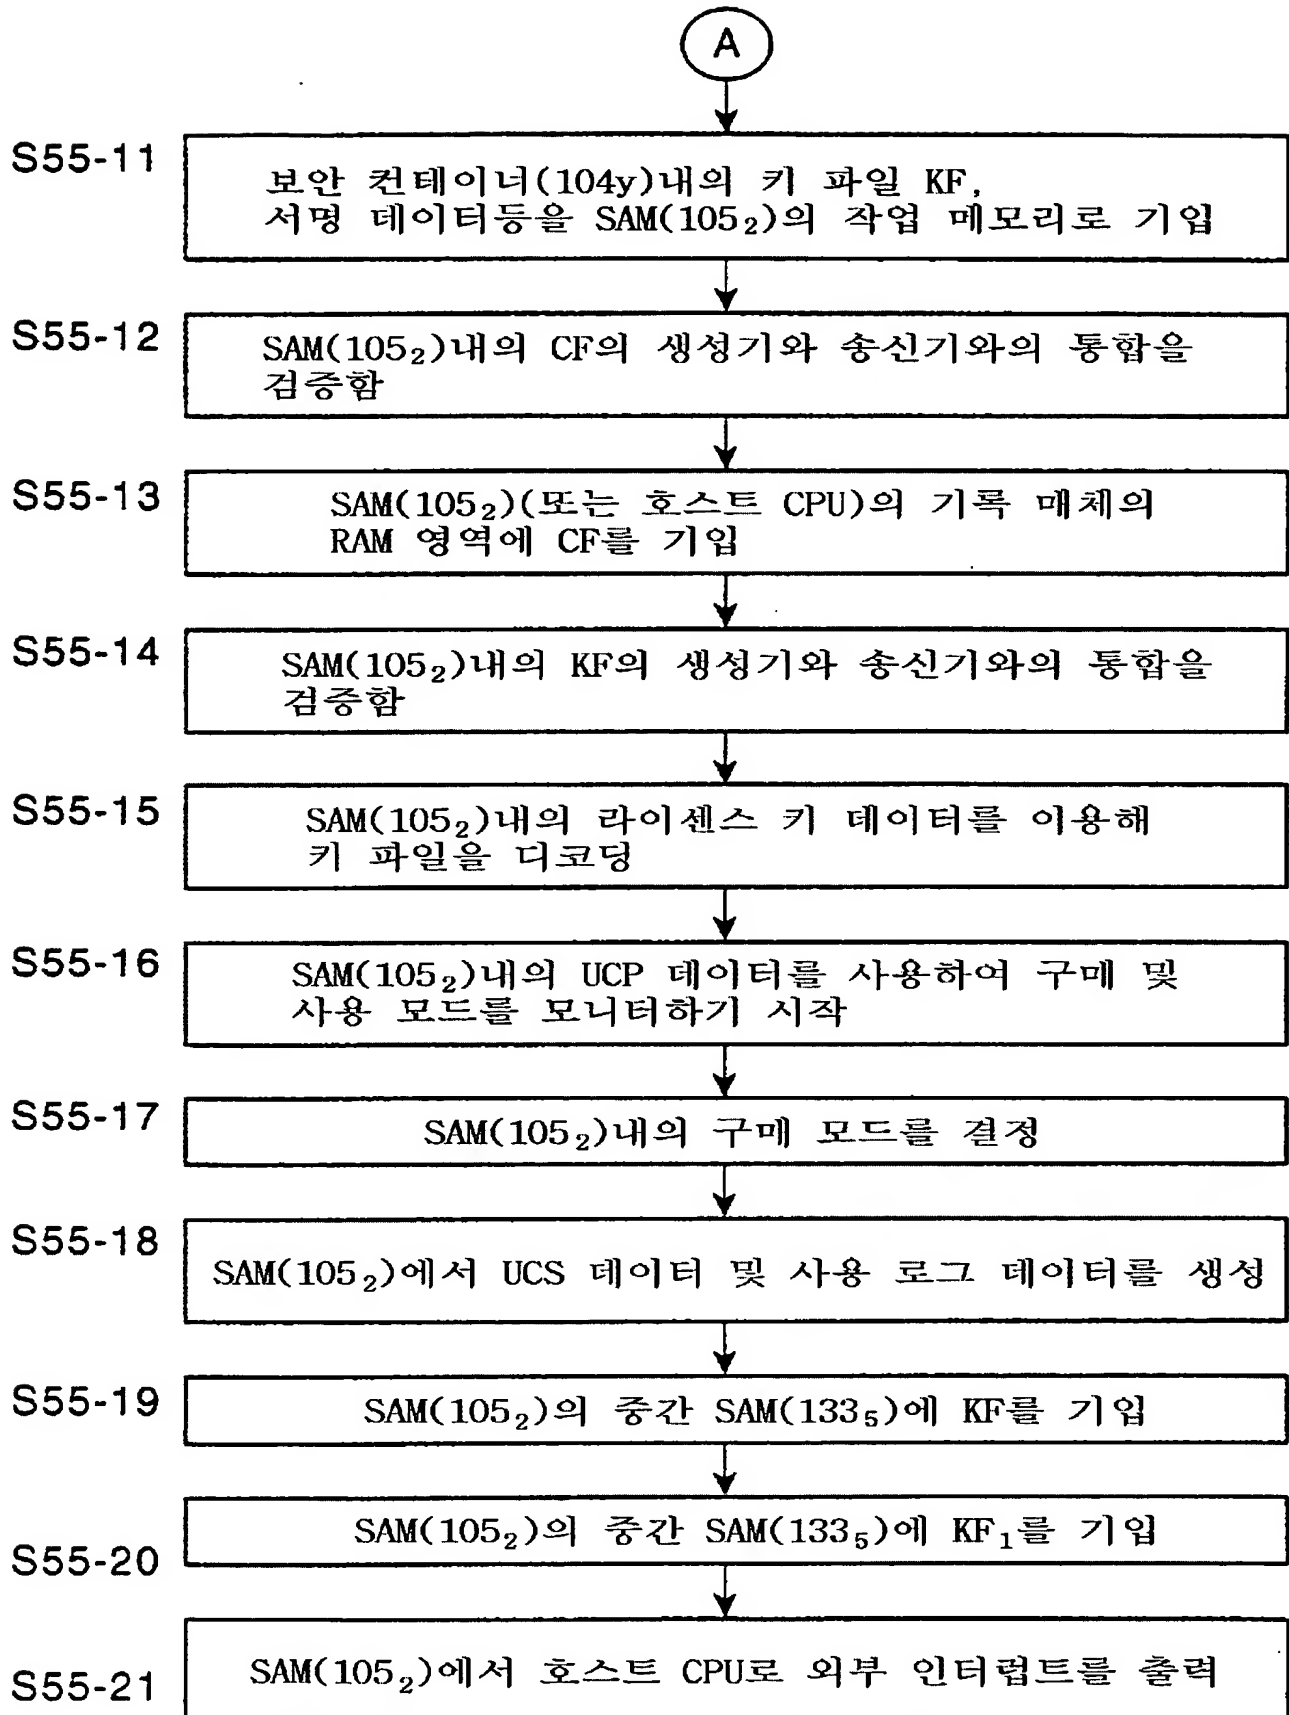 A
S55-11
보안 컨테이너(104y)내의 키 파일 KF,
서명 데이터등을 SAM(105₂)의 작업 메모리로 기입
S55-12
SAM(105₂)내의 CF의 생성기와 송신기와의 통합을
검증함
S55-13
SAM(105₂)(또는 호스트 CPU)의 기록 매체의
RAM 영역에 CF를 기입
S55-14
SAM(105₂)내의 KF의 생성기와 송신기와의 통합을
검증함
S55-15
SAM(105₂)내의 라이센스 키 데이터를 이용해
키 파일을 디코딩
S55-16
SAM(105₂)내의 UCP 데이터를 사용하여 구매 및
사용 모드를 모니터하기 시작
S55-17
SAM(105₂)내의 구매 모드를 결정
S55-18
SAM(105₂)에서 UCS 데이터 및 사용 로그 데이터를 생성
S55-19
SAM(105₂)의 중간 SAM(133₅)에 KF를 기입
S55-20
SAM(105₂)의 중간 SAM(133₅)에 KF₁를 기입
S55-21
SAM(105₂)에서 호스트 CPU로 외부 인터럽트를 출력